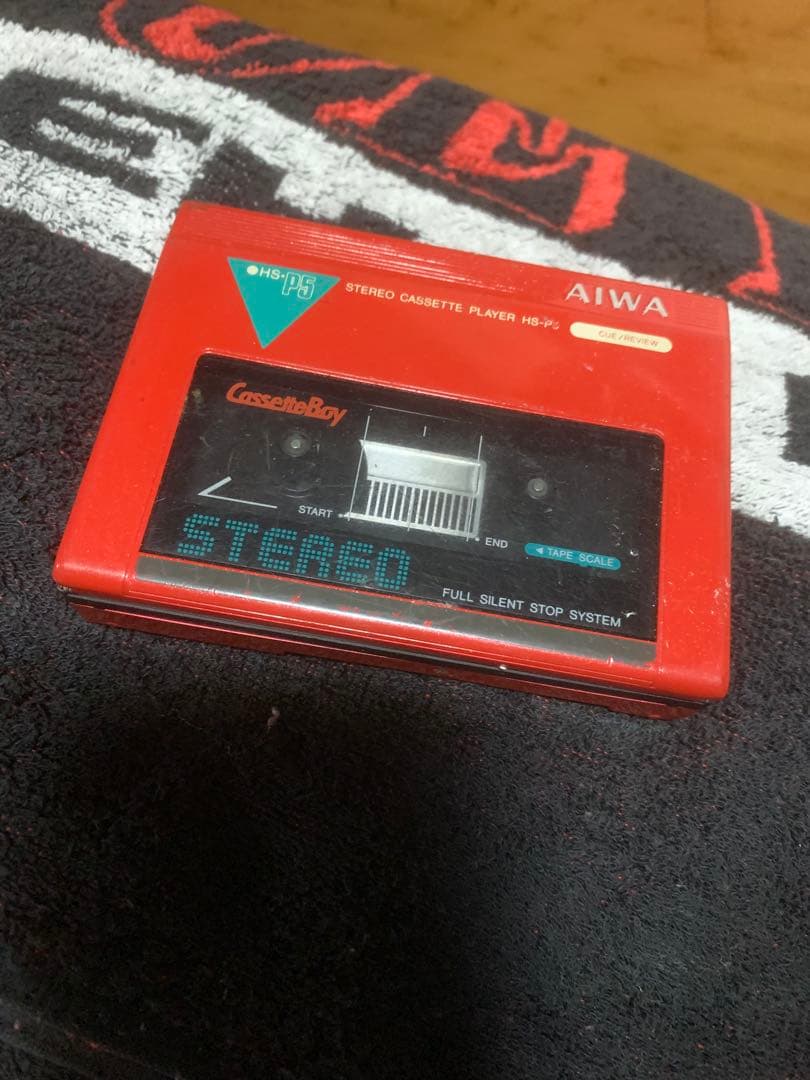 HS-P5
STEREO CASSETTE PLAYER HS-P5
AIWA
CUE/REVIEW
CassetteBoy
START
END
TAPE SCALE
STEREO
FULL SILENT STOP SYSTEM